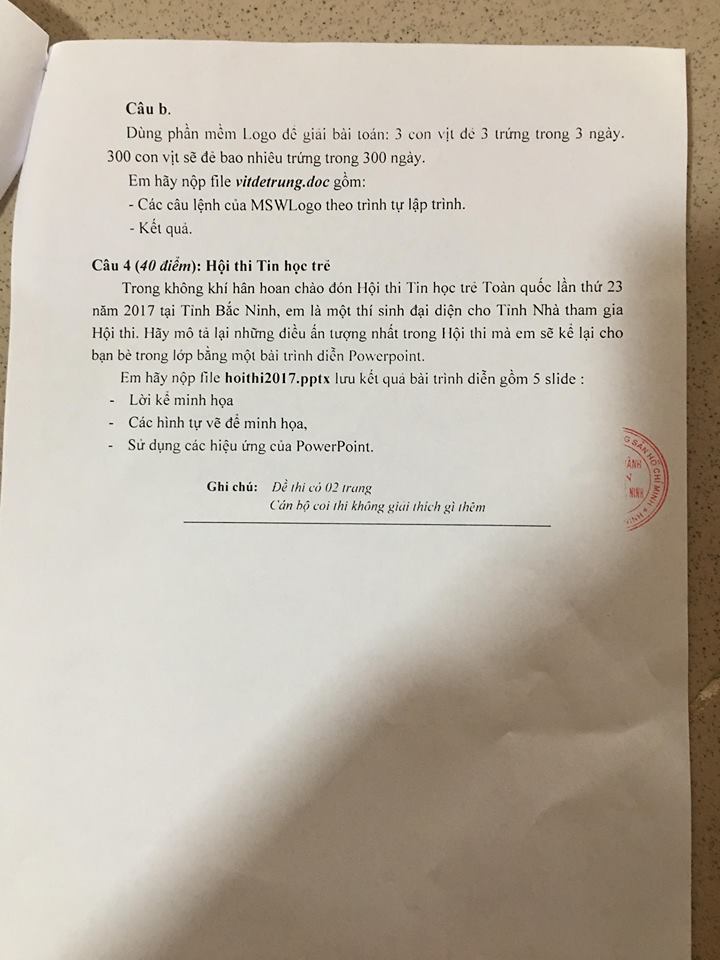 Câu b.
Dùng phần mềm Logo để giải bài toán: 3 con vịt đẻ 3 trứng trong 3 ngày.
300 con vịt sẽ đẻ bao nhiêu trứng trong 300 ngày.
Em hãy nộp file vitdetrung.doc gồm:
- Các câu lệnh của MSWLogo theo trình tự lập trình.
- Kết quả.
Câu 4 (40 điểm): Hội thi Tin học trẻ
Trong không khí hân hoan chào đón Hội thi Tin học trẻ Toàn quốc lần thứ 23
năm 2017 tại Tỉnh Bắc Ninh, em là một thí sinh đại diện cho Tỉnh Nhà tham gia
Hội thi. Hãy mô tả lại những điều ấn tượng nhất trong Hội thi mà em sẽ kể lại cho
bạn bè trong lớp bằng một bài trình diễn Powerpoint.
Em hãy nộp file hoithi2017.pptx lưu kết quả bài trình diễn gồm 5 slide :
- Lời kể minh họa
- Các hình tự vẽ để minh họa,
- Sử dụng các hiệu ứng của PowerPoint.
G SẢN HỒ CHÍ MINH
ÀNH
N
NINH
Ghi chú: Đề thi có 02 trang
Cán bộ coi thi không giải thích gì thêm